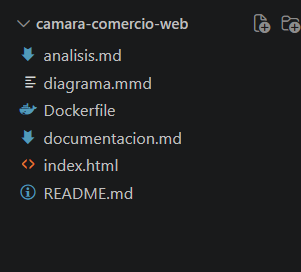 camara-comercio-web
analisis.md
diagrama.mmd
Dockerfile
documentacion.md
index.html
README.md